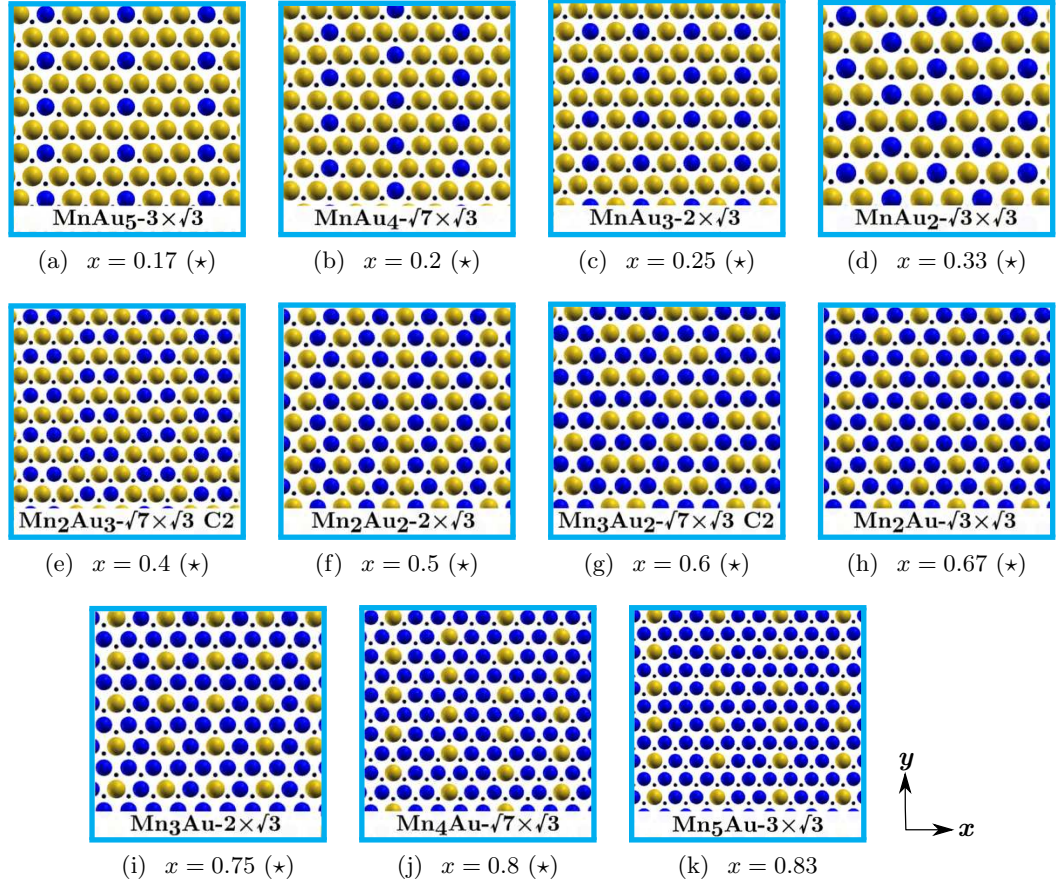 MnAu5-3×√3 MnAu4-√7×√3 MnAu3-2×√3 MnAu2-√3×√3
(a) x = 0.17 (⋆) (b) x = 0.2 (⋆) (c) x = 0.25 (⋆) (d) x = 0.33 (⋆)
Mn2Au3-√7×√3 C2 Mn2Au2-2×√3 Mn3Au2-√7×√3 C2 Mn2Au-√3×√3
(e) x = 0.4 (⋆) (f) x = 0.5 (⋆) (g) x = 0.6 (⋆) (h) x = 0.67 (⋆)
Mn3Au-2×√3 Mn4Au-√7×√3 Mn5Au-3×√3
y
x
(i) x = 0.75 (⋆) (j) x = 0.8 (⋆) (k) x = 0.83